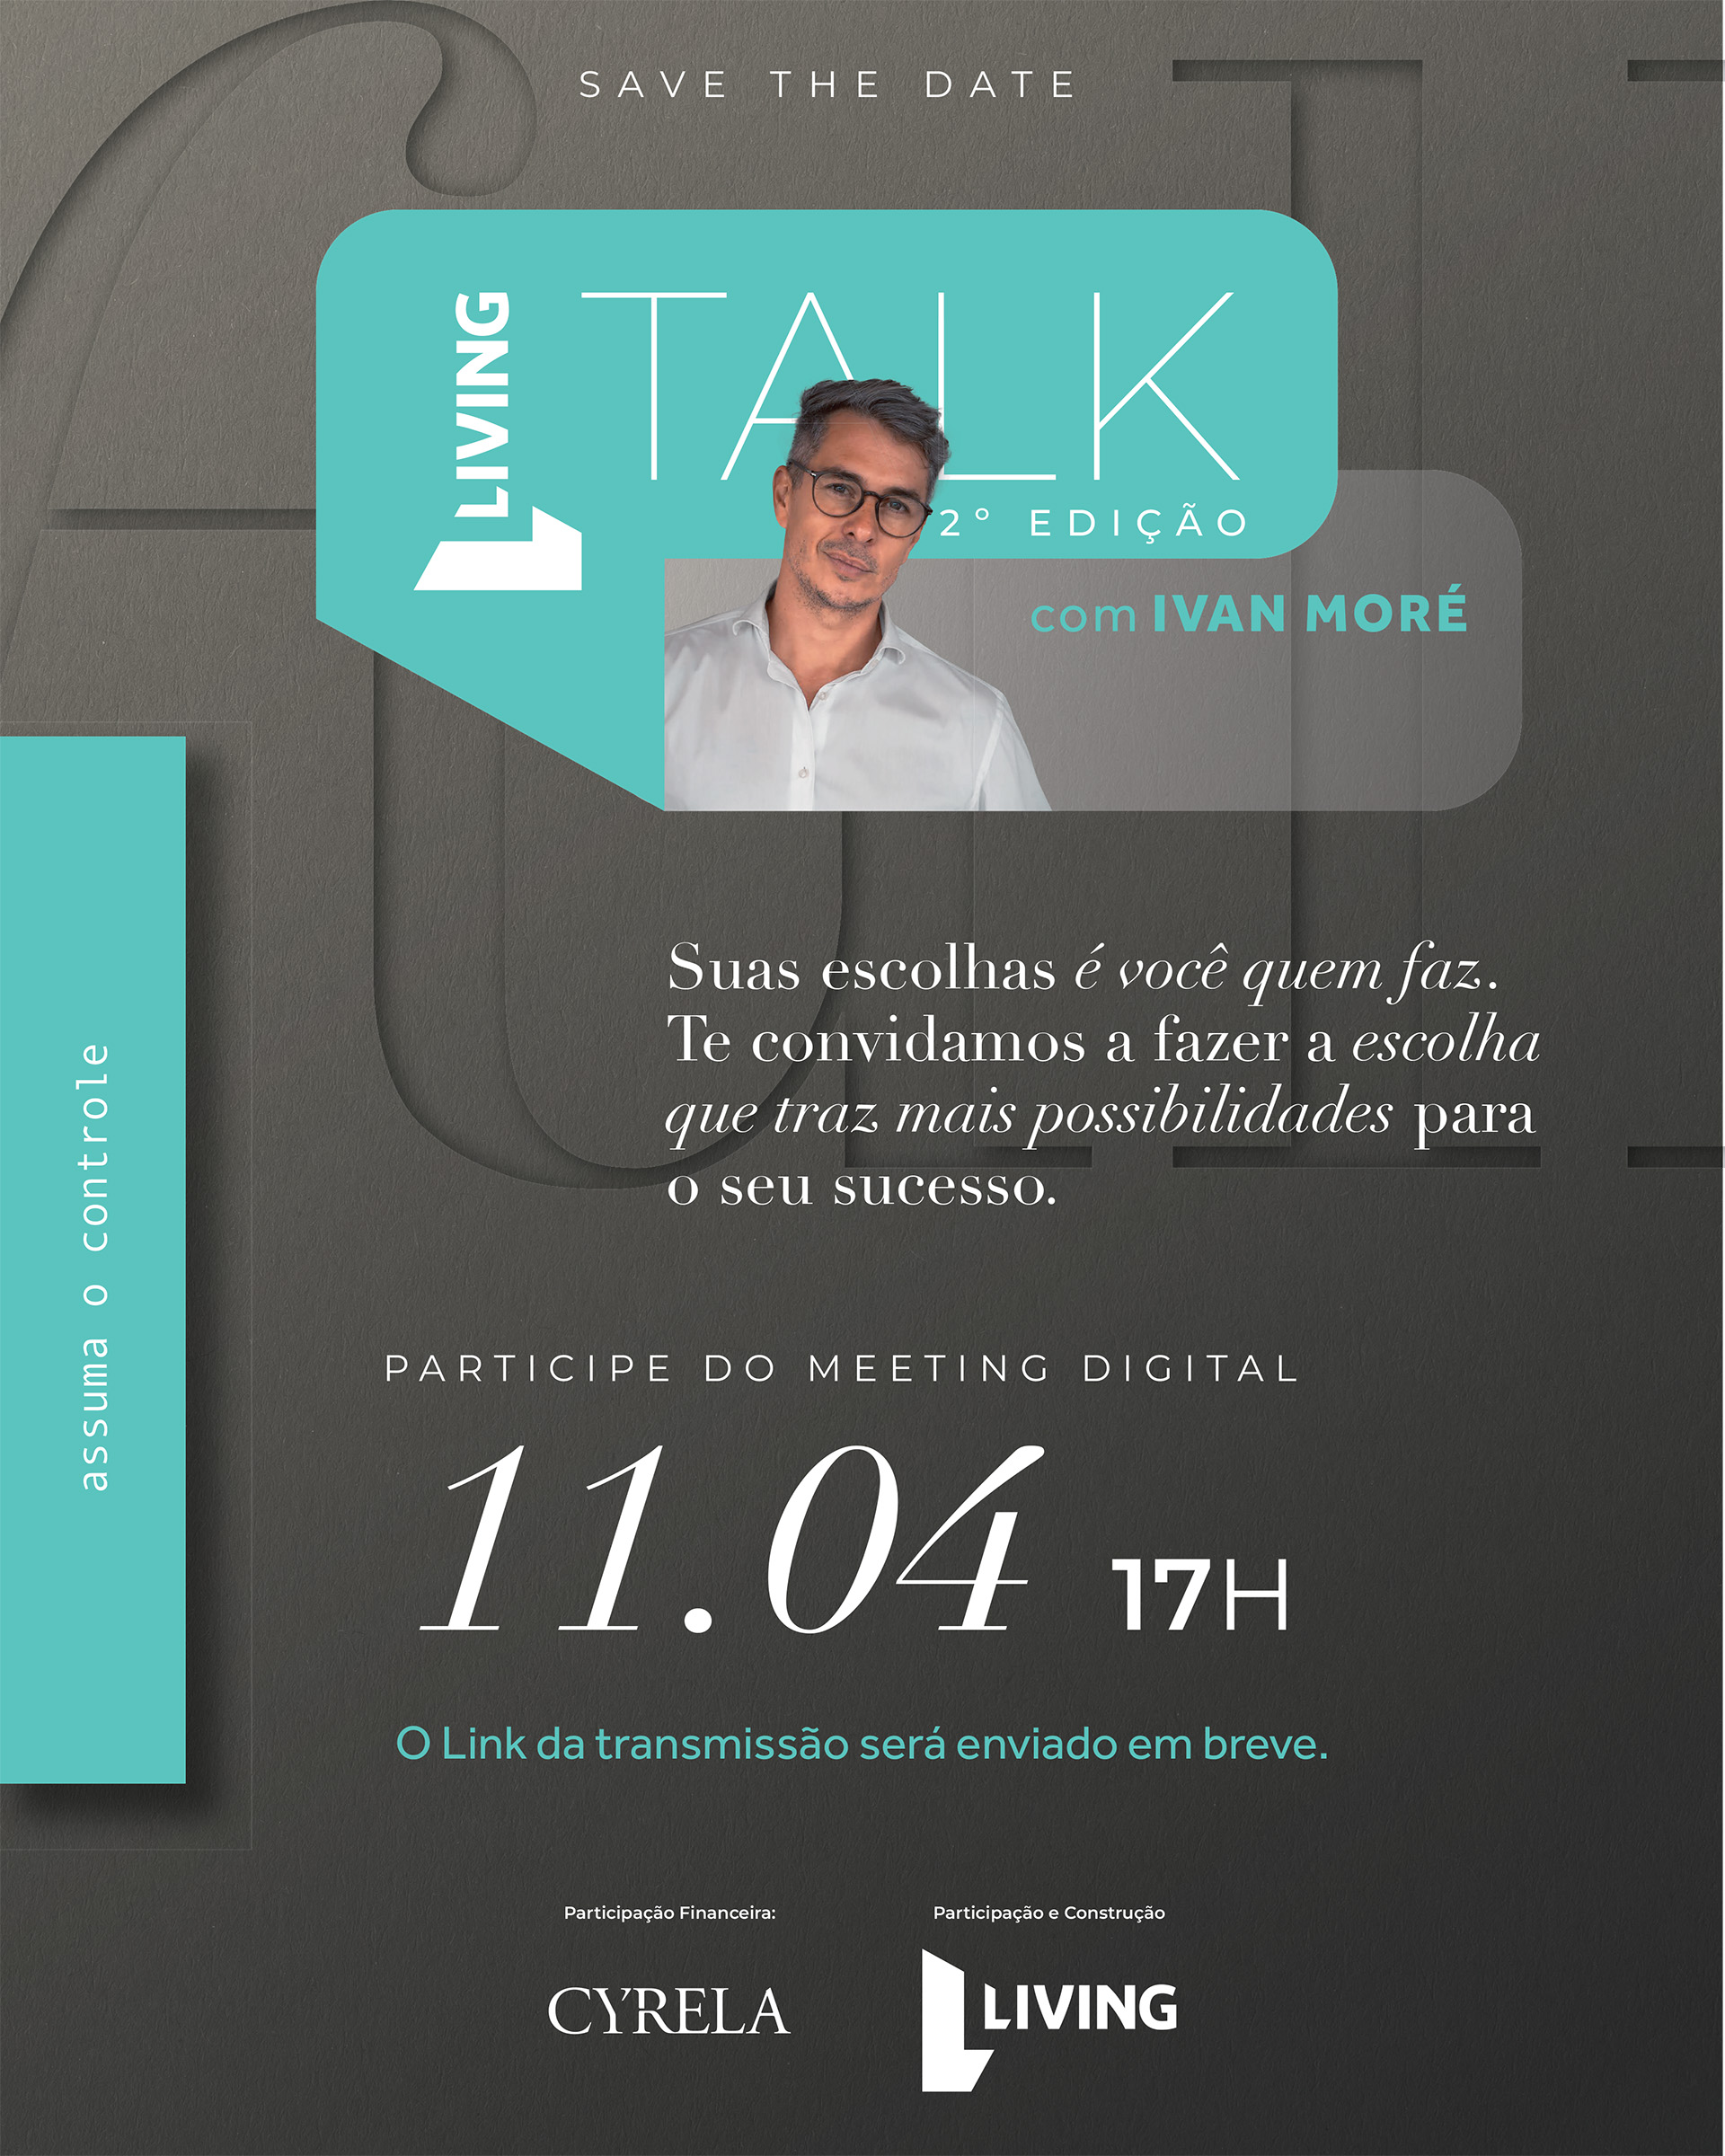 SAVE THE DATE
LIVING
TALK
2º EDIÇÃO
com IVAN MORÉ
Suas escolhas é você quem faz.
Te convidamos a fazer a escolha
que traz mais possibilidades para
o seu sucesso.
assuma o controle
PARTICIPE DO MEETING DIGITAL
11.04 17H
O Link da transmissão será enviado em breve.
Participação Financeira:
CYRELA
Participação e Construção
LIVING